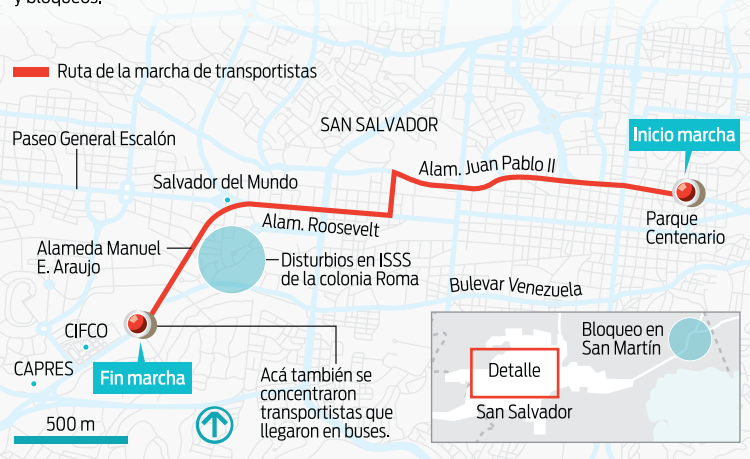 y bloqueos.
Ruta de la marcha de transportistas
SAN SALVADOR
Inicio marcha
Paseo General Escalón
Alam. Juan Pablo II
Salvador del Mundo
Alam. Roosevelt
Parque
Centenario
Alameda Manuel
E. Araujo
Disturbios en ISSS
de la colonia Roma
Bulevar Venezuela
CIFCO
CAPRES
Fin marcha
Acá también se
concentraron
transportistas que
llegaron en buses.
500 m
Bloqueo en
San Martín
Detalle
San Salvador